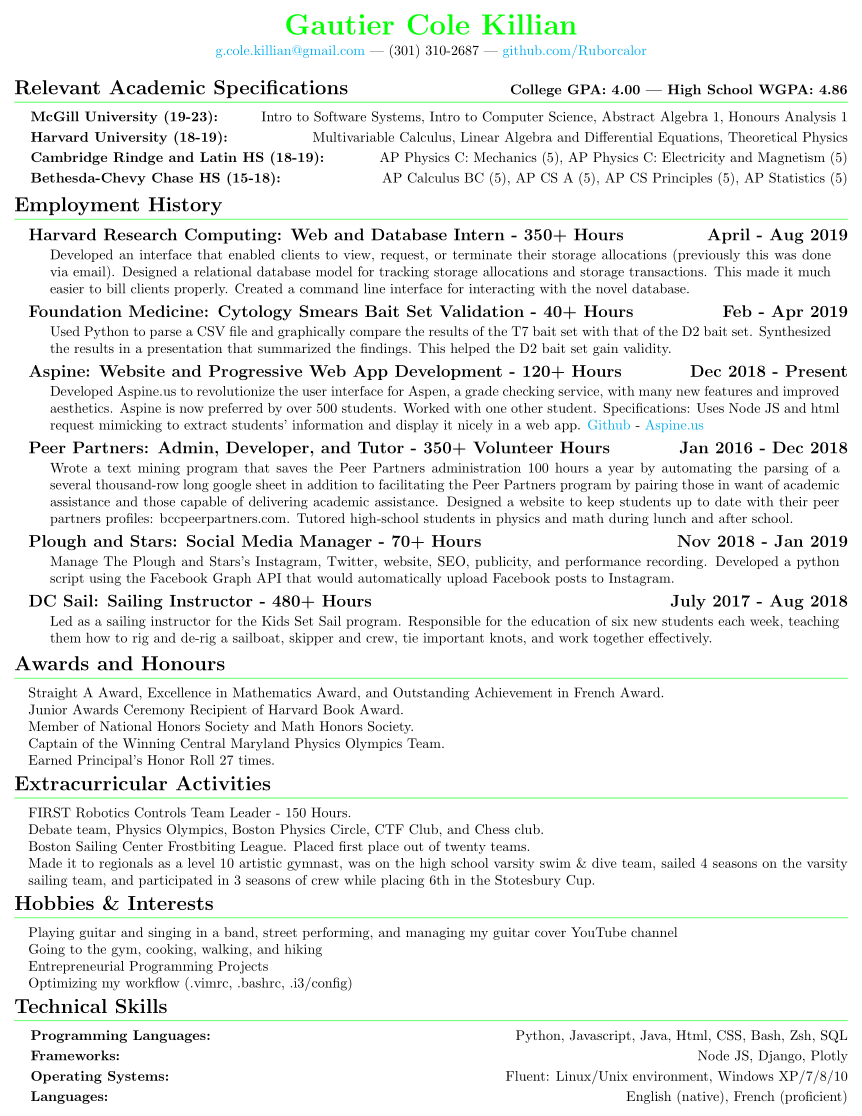 Gautier Cole Killian
g.cole.killian@gmail.com — (301) 310-2687 — github.com/Ruborcalor
Relevant Academic Specifications College GPA: 4.00 — High School WGPA: 4.86
McGill University (19-23): Intro to Software Systems, Intro to Computer Science, Abstract Algebra 1, Honours Analysis 1
Harvard University (18-19): Multivariable Calculus, Linear Algebra and Differential Equations, Theoretical Physics
Cambridge Rindge and Latin HS (18-19): AP Physics C: Mechanics (5), AP Physics C: Electricity and Magnetism (5)
Bethesda-Chevy Chase HS (15-18): AP Calculus BC (5), AP CS A (5), AP CS Principles (5), AP Statistics (5)
Employment History
Harvard Research Computing: Web and Database Intern - 350+ Hours April - Aug 2019
Developed an interface that enabled clients to view, request, or terminate their storage allocations (previously this was done
via email). Designed a relational database model for tracking storage allocations and storage transactions. This made it much
easier to bill clients properly. Created a command line interface for interacting with the novel database.
Foundation Medicine: Cytology Smears Bait Set Validation - 40+ Hours Feb - Apr 2019
Used Python to parse a CSV file and graphically compare the results of the T7 bait set with that of the D2 bait set. Synthesized
the results in a presentation that summarized the findings. This helped the D2 bait set gain validity.
Aspine: Website and Progressive Web App Development - 120+ Hours Dec 2018 - Present
Developed Aspine.us to revolutionize the user interface for Aspen, a grade checking service, with many new features and improved
aesthetics. Aspine is now preferred by over 500 students. Worked with one other student. Specifications: Uses Node JS and html
request mimicking to extract students' information and display it nicely in a web app. Github - Aspine.us
Peer Partners: Admin, Developer, and Tutor - 350+ Volunteer Hours Jan 2016 - Dec 2018
Wrote a text mining program that saves the Peer Partners administration 100 hours a year by automating the parsing of a
several thousand-row long google sheet in addition to facilitating the Peer Partners program by pairing those in want of academic
assistance and those capable of delivering academic assistance. Designed a website to keep students up to date with their peer
partners profiles: bccpeerpartners.com. Tutored high-school students in physics and math during lunch and after school.
Plough and Stars: Social Media Manager - 70+ Hours Nov 2018 - Jan 2019
Manage The Plough and Stars's Instagram, Twitter, website, SEO, publicity, and performance recording. Developed a python
script using the Facebook Graph API that would automatically upload Facebook posts to Instagram.
DC Sail: Sailing Instructor - 480+ Hours July 2017 - Aug 2018
Led as a sailing instructor for the Kids Set Sail program. Responsible for the education of six new students each week, teaching
them how to rig and de-rig a sailboat, skipper and crew, tie important knots, and work together effectively.
Awards and Honours
Straight A Award, Excellence in Mathematics Award, and Outstanding Achievement in French Award.
Junior Awards Ceremony Recipient of Harvard Book Award.
Member of National Honors Society and Math Honors Society.
Captain of the Winning Central Maryland Physics Olympics Team.
Earned Principal's Honor Roll 27 times.
Extracurricular Activities
FIRST Robotics Controls Team Leader - 150 Hours.
Debate team, Physics Olympics, Boston Physics Circle, CTF Club, and Chess club.
Boston Sailing Center Frostbiting League. Placed first place out of twenty teams.
Made it to regionals as a level 10 artistic gymnast, was on the high school varsity swim & dive team, sailed 4 seasons on the varsity
sailing team, and participated in 3 seasons of crew while placing 6th in the Stotesbury Cup.
Hobbies & Interests
Playing guitar and singing in a band, street performing, and managing my guitar cover YouTube channel
Going to the gym, cooking, walking, and hiking
Entrepreneurial Programming Projects
Optimizing my workflow (.vimrc, .bashrc, .i3/config)
Technical Skills
Programming Languages: Python, Javascript, Java, Html, CSS, Bash, Zsh, SQL
Frameworks: Node JS, Django, Plotly
Operating Systems: Fluent: Linux/Unix environment, Windows XP/7/8/10
Languages: English (native), French (proficient)